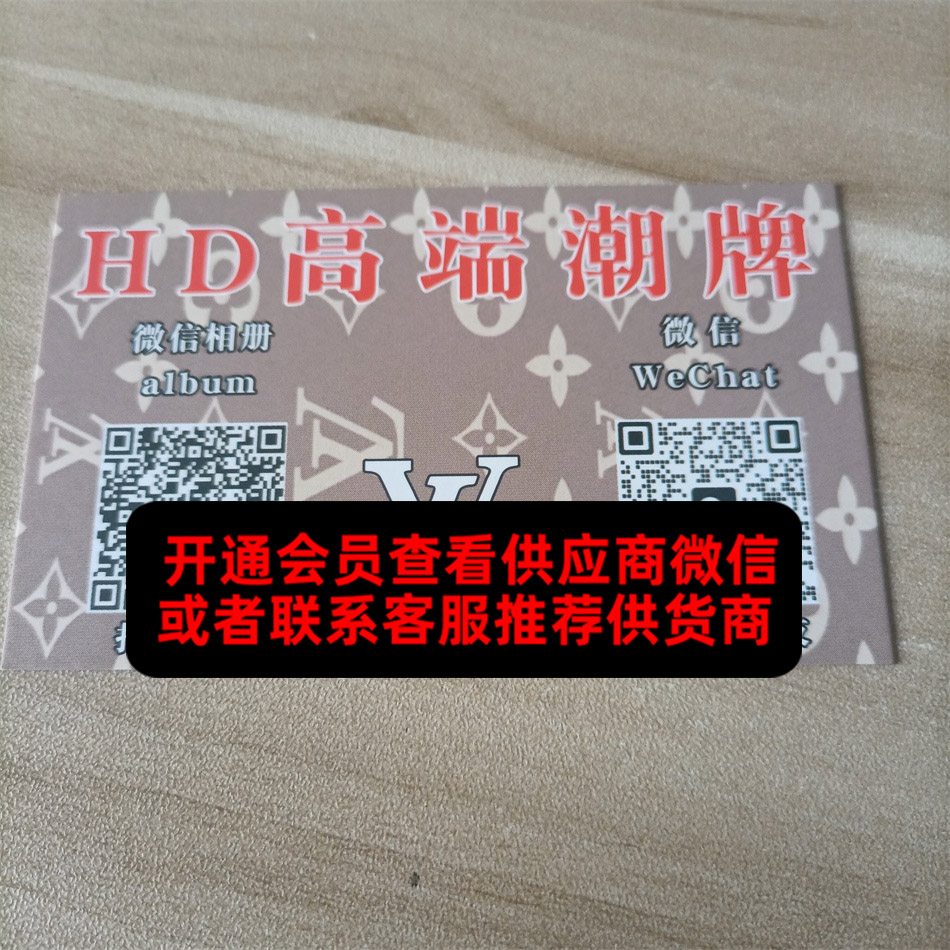 HD高端潮牌
微信相册
album
微信
WeChat
LV
开通会员查看供应商微信
或者联系客服推荐供货商